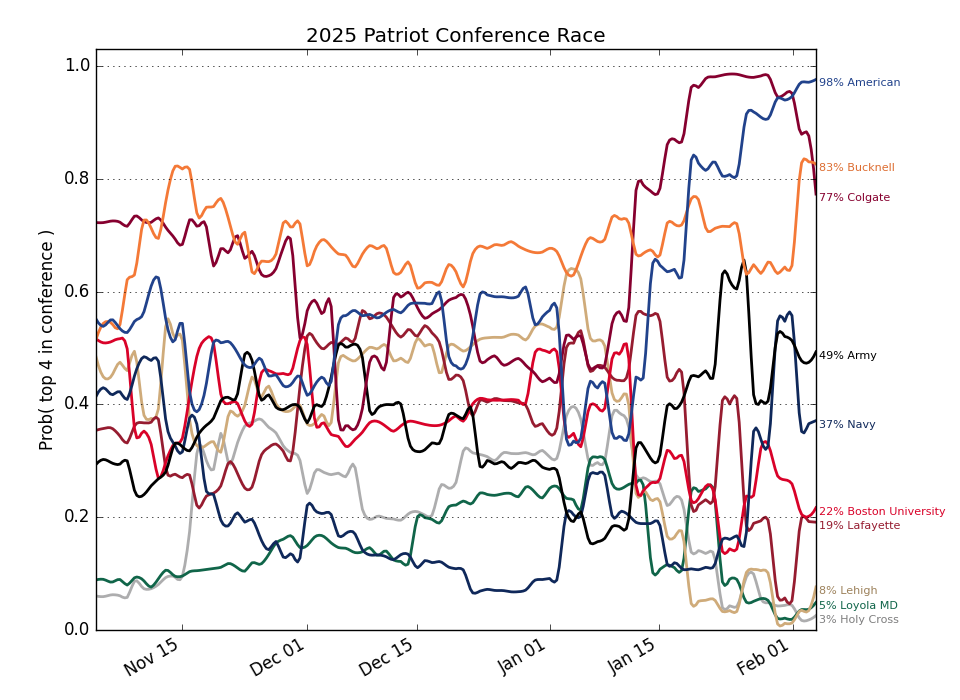 2025 Patriot Conference Race
Prob( top 4 in conference )
1.0
0.8
0.6
0.4
0.2
0.0
Nov 15
Dec 01
Dec 15
Jan 01
Jan 15
Feb 01
98% American
83% Bucknell
77% Colgate
49% Army
37% Navy
22% Boston University
19% Lafayette
8% Lehigh
5% Loyola MD
3% Holy Cross